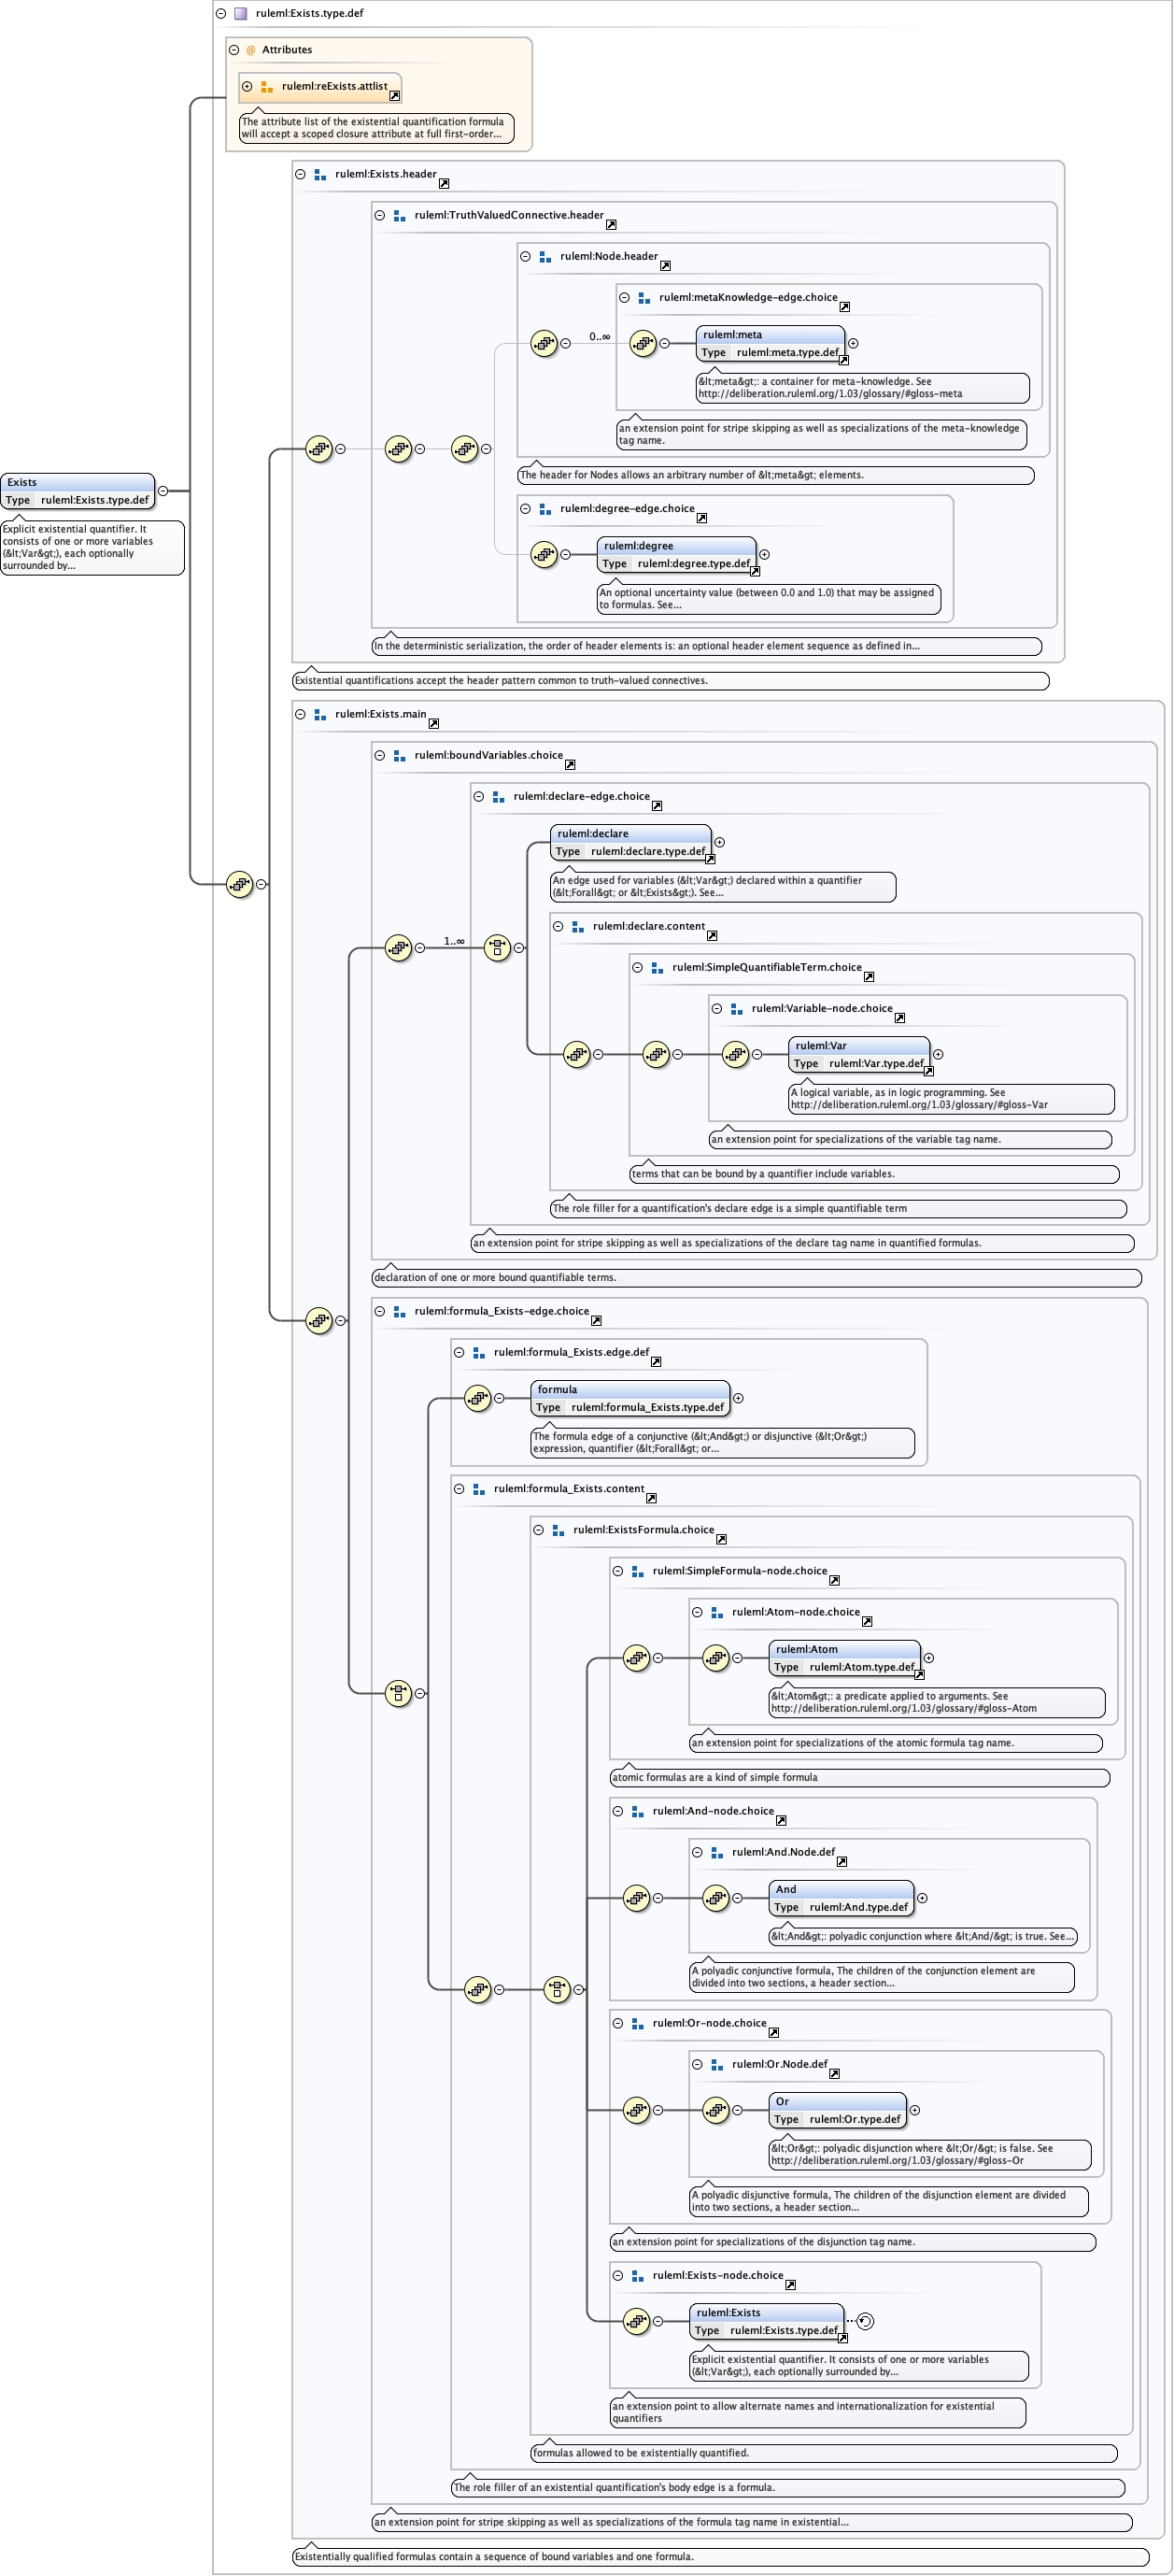 ruleml:Exists.type.def
@ Attributes
ruleml:reExists.attlist
The attribute list of the existential quantification formula
will accept a scoped closure attribute at full first-order...
ruleml:Exists.header
ruleml:TruthValuedConnective.header
ruleml:Node.header
ruleml:metaKnowledge-edge.choice
0..∞
ruleml:meta
Type ruleml:meta.type.def
&lt;meta&gt;: a container for meta-knowledge. See
http://deliberation.ruleml.org/1.03/glossary/#gloss-meta
an extension point for stripe skipping as well as specializations of the meta-knowledge
tag name.
The header for Nodes allows an arbitrary number of &lt;meta&gt; elements.
Exists
Type ruleml:Exists.type.def
Explicit existential quantifier. It
consists of one or more variables
(&lt;Var&gt;), each optionally
surrounded by...
ruleml:degree-edge.choice
ruleml:degree
Type ruleml:degree.type.def
An optional uncertainty value (between 0.0 and 1.0) that may be assigned
to formulas. See...
In the deterministic serialization, the order of header elements is: an optional header element sequence as defined in...
Existential quantifications accept the header pattern common to truth-valued connectives.
ruleml:Exists.main
ruleml:boundVariables.choice
ruleml:declare-edge.choice
ruleml:declare
Type ruleml:declare.type.def
An edge used for variables (&lt;Var&gt;) declared within a quantifier
(&lt;Forall&gt; or &lt;Exists&gt;). See...
ruleml:declare.content
1..∞
ruleml:SimpleQuantifiableTerm.choice
ruleml:Variable-node.choice
ruleml:Var
Type ruleml:Var.type.def
A logical variable, as in logic programming. See
http://deliberation.ruleml.org/1.03/glossary/#gloss-Var
an extension point for specializations of the variable tag name.
terms that can be bound by a quantifier include variables.
The role filler for a quantification's declare edge is a simple quantifiable term
an extension point for stripe skipping as well as specializations of the declare tag name in quantified formulas.
declaration of one or more bound quantifiable terms.
ruleml:formula_Exists-edge.choice
ruleml:formula_Exists.edge.def
formula
Type ruleml:formula_Exists.type.def
The formula edge of a conjunctive (&lt;And&gt;) or disjunctive (&lt;Or&gt;)
expression, quantifier (&lt;Forall&gt; or...
ruleml:formula_Exists.content
ruleml:ExistsFormula.choice
ruleml:SimpleFormula-node.choice
ruleml:Atom-node.choice
ruleml:Atom
Type ruleml:Atom.type.def
&lt;Atom&gt;: a predicate applied to arguments. See
http://deliberation.ruleml.org/1.03/glossary/#gloss-Atom
an extension point for specializations of the atomic formula tag name.
atomic formulas are a kind of simple formula
ruleml:And-node.choice
ruleml:And.Node.def
And
Type ruleml:And.type.def
&lt;And&gt;: polyadic conjunction where &lt;And/&gt; is true. See...
A polyadic conjunctive formula, The children of the conjunction element are
divided into two sections, a header section...
ruleml:Or-node.choice
ruleml:Or.Node.def
Or
Type ruleml:Or.type.def
&lt;Or&gt;: polyadic disjunction where &lt;Or/&gt; is false. See
http://deliberation.ruleml.org/1.03/glossary/#gloss-Or
A polyadic disjunctive formula, The children of the disjunction element are divided
into two sections, a header section...
an extension point for specializations of the disjunction tag name.
ruleml:Exists-node.choice
ruleml:Exists
Type ruleml:Exists.type.def
Explicit existential quantifier. It consists of one or more variables
(&lt;Var&gt;), each optionally surrounded by...
an extension point to allow alternate names and internationalization for existential
quantifiers
formulas allowed to be existentially quantified.
The role filler of an existential quantification's body edge is a formula.
an extension point for stripe skipping as well as specializations of the formula tag name in existential...
Existentially qualified formulas contain a sequence of bound variables and one formula.